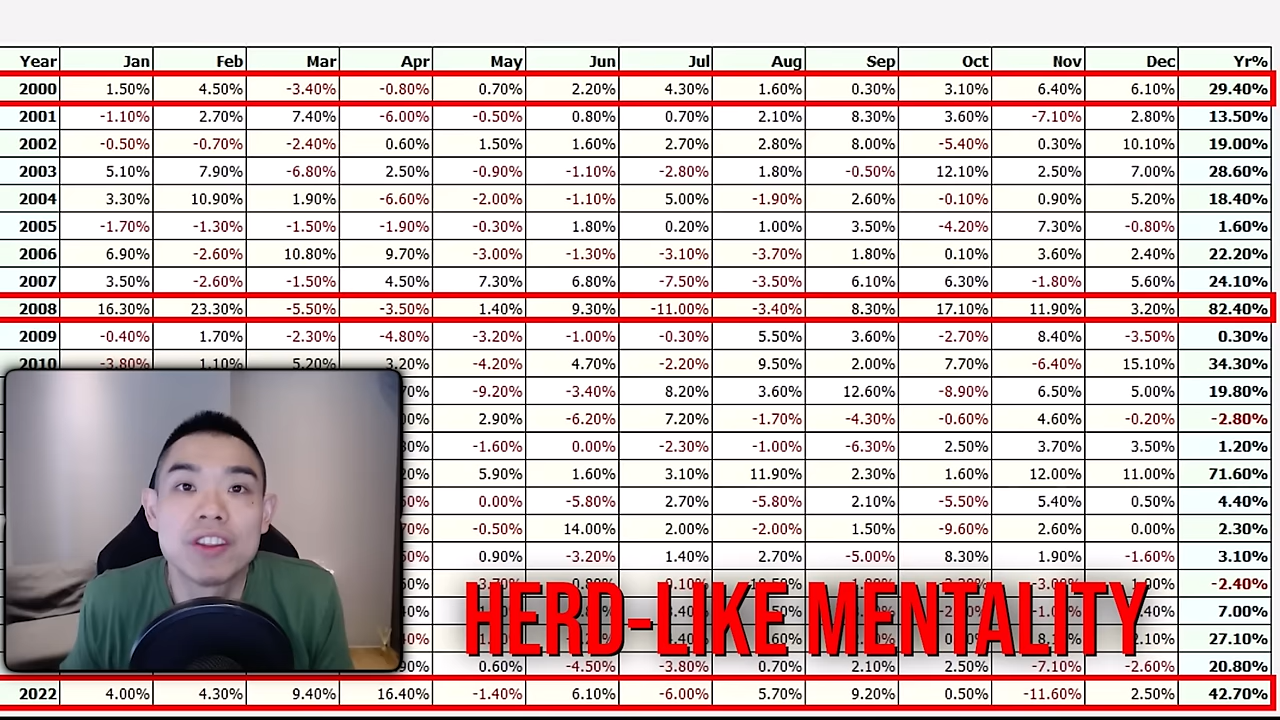 Year Jan Feb Mar Apr May Jun Jul Aug Sep Oct Nov Dec Yr%
2000 1.50% 4.50% -3.40% -0.80% 0.70% 2.20% 4.30% 1.60% 0.30% 3.10% 6.40% 6.10% 29.40%
2001 -1.10% 2.70% 7.40% -6.00% -0.50% 0.80% 0.70% 2.10% 8.30% 3.60% -7.10% 2.80% 13.50%
2002 -0.50% -0.70% -2.40% 0.60% 1.50% 1.60% 2.70% 2.80% 8.00% -5.40% 0.30% 10.10% 19.00%
2003 5.10% 7.90% -6.80% 2.50% -0.90% -1.10% -2.80% 1.80% -0.50% 12.10% 2.50% 7.00% 28.60%
2004 3.30% 10.90% 1.90% -6.60% -2.00% -1.10% 5.00% -1.90% 2.60% -0.10% 0.90% 5.20% 18.40%
2005 -1.70% -1.30% -1.50% -1.90% -0.30% 1.80% 0.20% 1.00% 3.50% -4.20% 7.30% -0.80% 1.60%
2006 6.90% -2.60% 10.80% 9.70% -3.00% -1.30% -3.10% -3.70% 1.80% 0.10% 3.60% 2.40% 22.20%
2007 3.50% -2.60% -1.50% 4.50% 7.30% 6.80% -7.50% -3.50% 6.10% 6.30% -1.80% 5.60% 24.10%
2008 16.30% 23.30% -5.50% -3.50% 1.40% 9.30% -11.00% -3.40% 8.30% 17.10% 11.90% 3.20% 82.40%
2009 -0.40% 1.70% -2.30% -4.80% -3.20% -1.00% -0.30% 5.50% 3.60% -2.70% 8.40% -3.50% 0.30%
2010 -3.80% 1.10% 5.20% 3.20% -4.20% 4.70% -2.20% 9.50% 2.00% 7.70% -6.40% 15.10% 34.30%
-9.20% -3.40% 8.20% 3.60% 12.60% -8.90% 6.50% 5.00% 19.80%
2.90% -6.20% 7.20% -1.70% -4.30% -0.60% 4.60% -0.20% -2.80%
-1.60% 0.00% -2.30% -1.00% -6.30% 2.50% 3.70% 3.50% 1.20%
5.90% 1.60% 3.10% 11.90% 2.30% 1.60% 12.00% 11.00% 71.60%
0.00% -5.80% 2.70% -5.80% 2.10% -5.50% 5.40% 0.50% 4.40%
-0.50% 14.00% 2.00% -2.00% 1.50% -9.60% 2.60% 0.00% 2.30%
0.90% -3.20% 1.40% 2.70% -5.00% 8.30% 1.90% -1.60% 3.10%
-2.40%
7.00%
27.10%
HERD-LIKE MENTALITY
0.60% -4.50% -3.80% 0.70% 2.10% 2.50% -7.10% -2.60% 20.80%
2022 4.00% 4.30% 9.40% 16.40% -1.40% 6.10% -6.00% 5.70% 9.20% 0.50% -11.60% 2.50% 42.70%